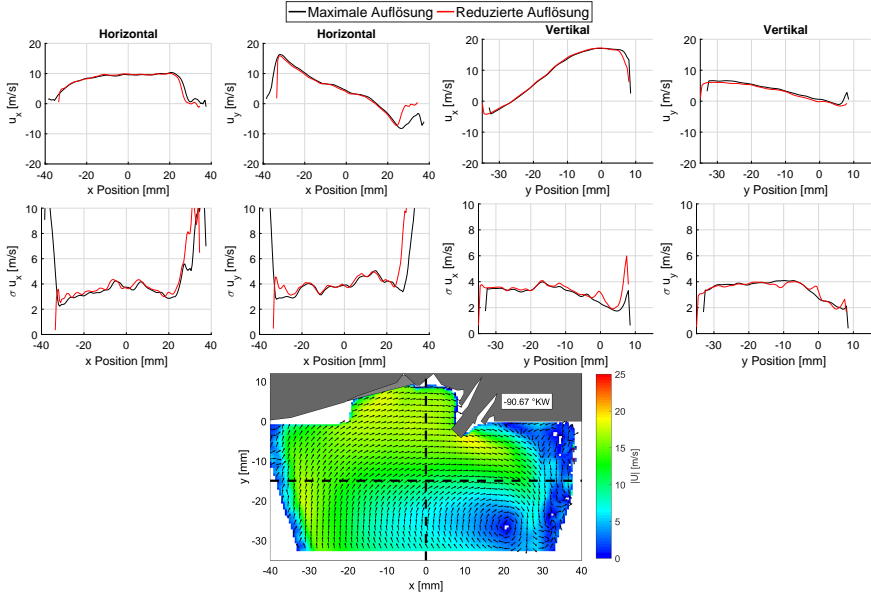 Maximale Auflösung Reduzierte Auflösung
Horizontal Horizontal Vertikal Vertikal
20
10
0
-10
-20
u_x [m/s]
-40 -20 0 20 40
x Position [mm]
20
10
0
-10
-20
u_y [m/s]
-40 -20 0 20 40
x Position [mm]
20
10
0
-10
-20
u_x [m/s]
-30 -20 -10 0 10
y Position [mm]
20
10
0
-10
-20
u_y [m/s]
-30 -20 -10 0 10
y Position [mm]
10
8
6
4
2
0
σ u_x [m/s]
-40 -20 0 20 40
x Position [mm]
10
8
6
4
2
0
σ u_y [m/s]
-40 -20 0 20 40
x Position [mm]
10
8
6
4
2
0
σ u_x [m/s]
-30 -20 -10 0 10
y Position [mm]
10
8
6
4
2
0
σ u_y [m/s]
-30 -20 -10 0 10
y Position [mm]
10
0
-10
-20
-30
y [mm]
-90.67 °KW
-40 -30 -20 -10 0 10 20 30 40
x [mm]
25
20
15
10
5
0
|U| [m/s]